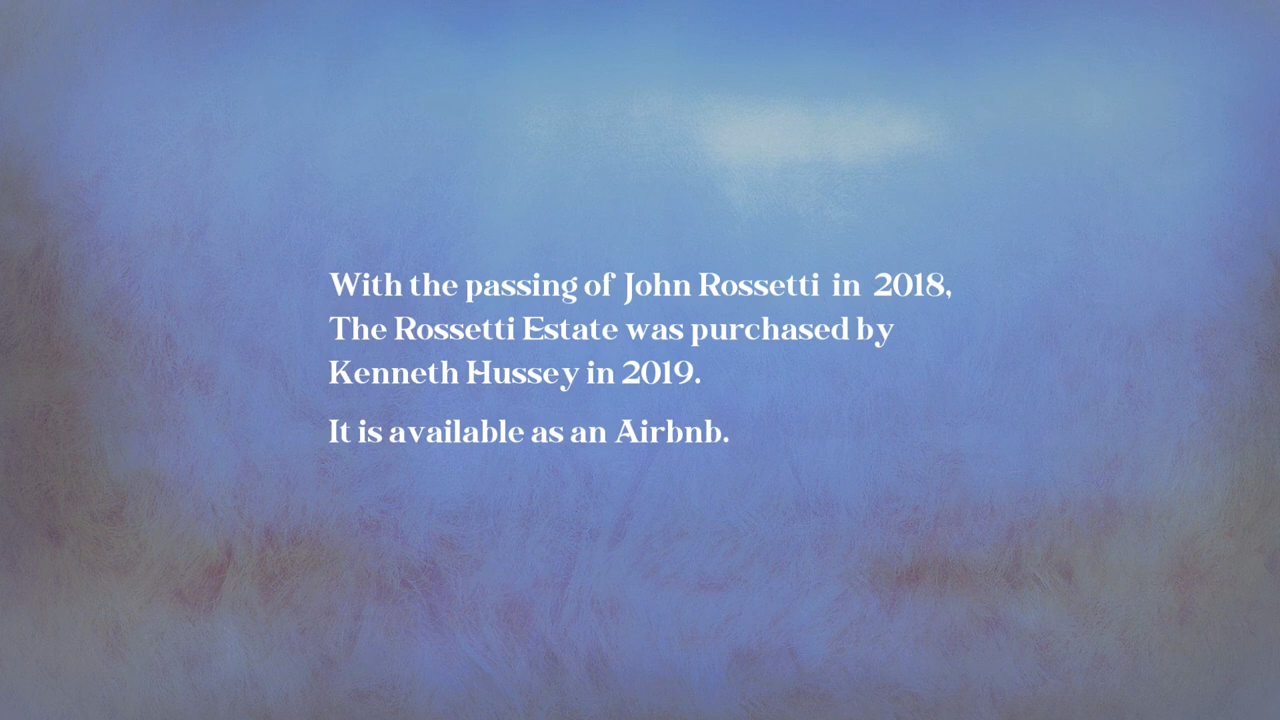 With the passing of John Rossetti in 2018,
The Rossetti Estate was purchased by
Kenneth Hussey in 2019.
It is available as an Airbnb.